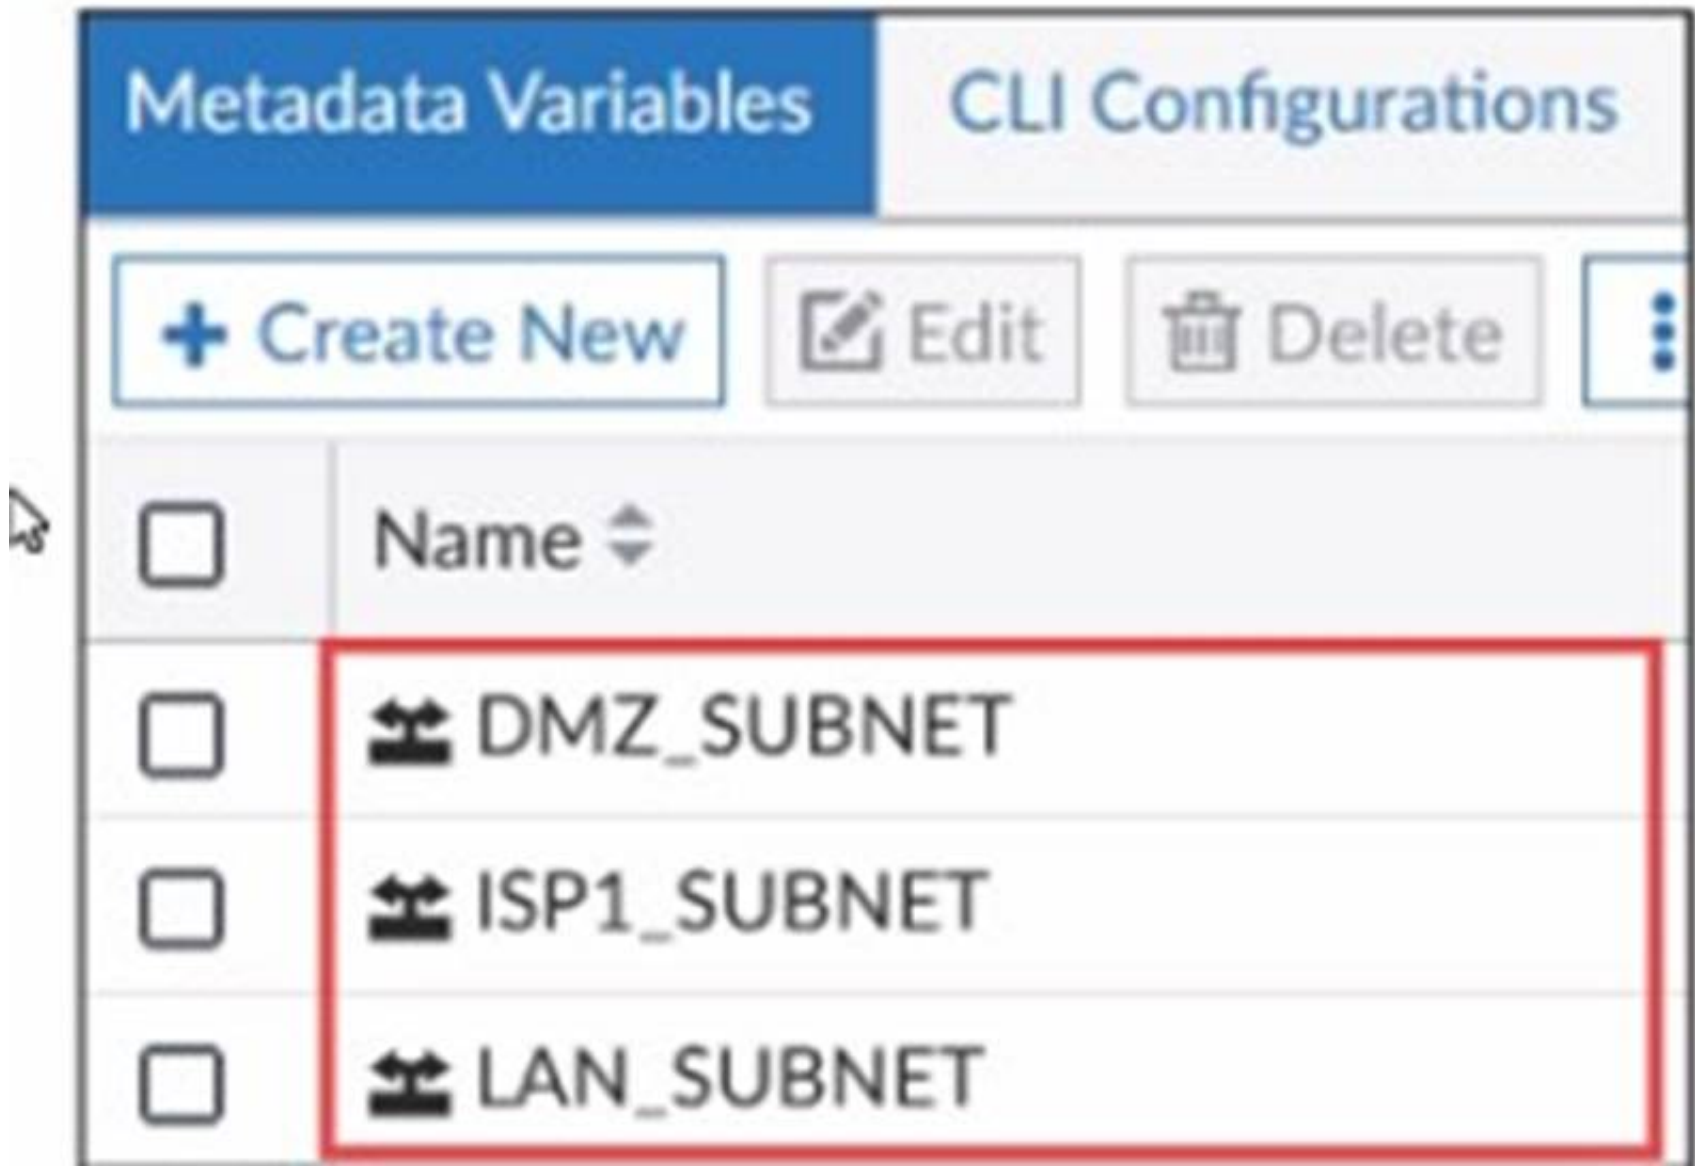 Metadata Variables CLI Configurations
Create New Edit Delete
Name
DMZ_SUBNET
ISP1_SUBNET
LAN_SUBNET